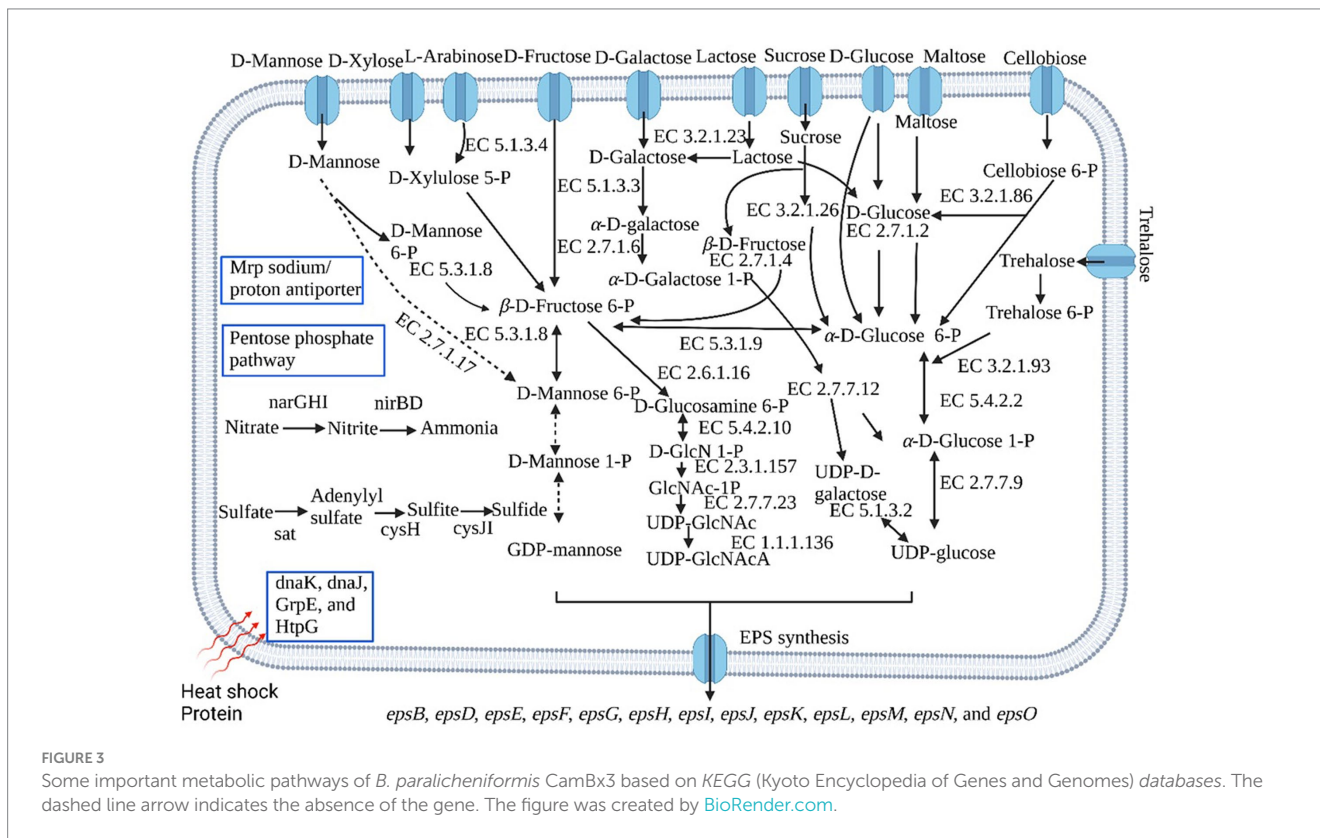 D-Mannose D-Xylose L-Arabinose D-Fructose D-Galactose Lactose Sucrose D-Glucose Maltose Cellobiose
Trehalose
EC 5.1.3.4
EC 3.2.1.23
Sucrose
Maltose
D-Mannose
D-Xylulose 5-P
D-Galactose
Lactose
Cellobiose 6-P
EC 5.1.3.3
EC 3.2.1.26
EC 3.2.1.86
D-Glucose
EC 2.7.1.2
D-Mannose
6-P
α-D-galactose
EC 2.7.1.6
β-D-Fructose
EC 2.7.1.4
Trehalose
Mrp sodium/
proton antiporter
EC 5.3.1.8
α-D-Galactose 1-P
β-D-Fructose 6-P
Trehalose 6-P
Pentose phosphate
pathway
EC 2.7.1.17
EC 5.3.1.8
EC 5.3.1.9
α-D-Glucose 6-P
EC 3.2.1.93
EC 2.6.1.16
EC 2.7.7.12
EC 5.4.2.2
narGHI
nirBD
Nitrate
Nitrite
Ammonia
D-Mannose 6-P
D-Glucosamine 6-P
EC 5.4.2.10
α-D-Glucose 1-P
D-Mannose 1-P
D-GlcN 1-P
EC 2.3.1.157
UDP-D-
galactose
EC 5.1.3.2
EC 2.7.7.9
GlcNAc-1P
EC 2.7.7.23
Sulfate
sat
Adenylyl
sulfate
cysH
Sulfite
cysJI
Sulfide
UDP-GlcNAc
EC 1.1.1.136
GDP-mannose
UDP-GlcNAcA
UDP-glucose
dnaK, dnaJ,
GrpE, and
HtpG
EPS synthesis
Heat shock
Protein
epsB, epsD, epsE, epsF, epsG, epsH, epsI, epsJ, epsK, epsL, epsM, epsN, and epsO
FIGURE 3
Some important metabolic pathways of B. paralicheniformis CamBx3 based on KEGG (Kyoto Encyclopedia of Genes and Genomes) databases. The
dashed line arrow indicates the absence of the gene. The figure was created by BioRender.com.